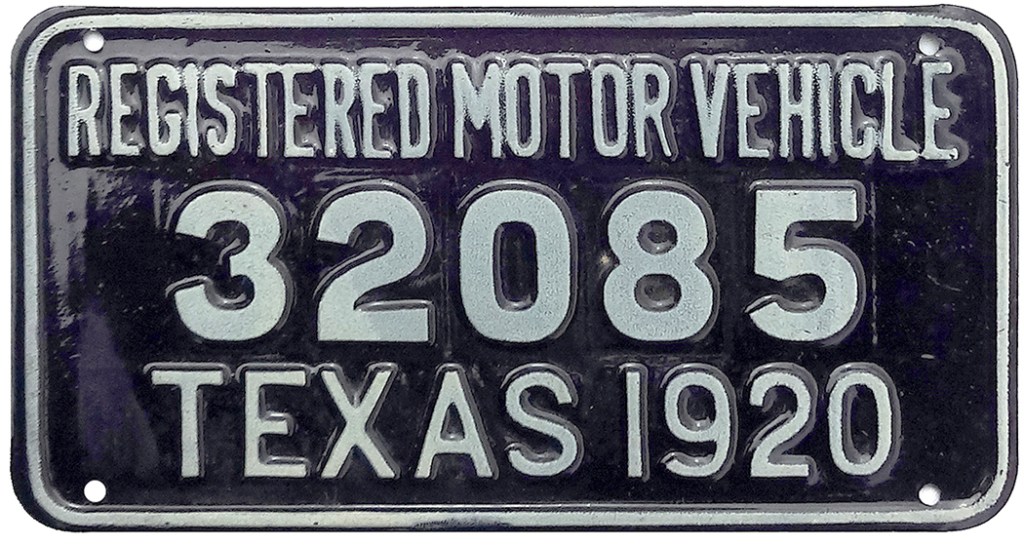 REGISTERED MOTOR VEHICLE
32085
TEXAS 1920